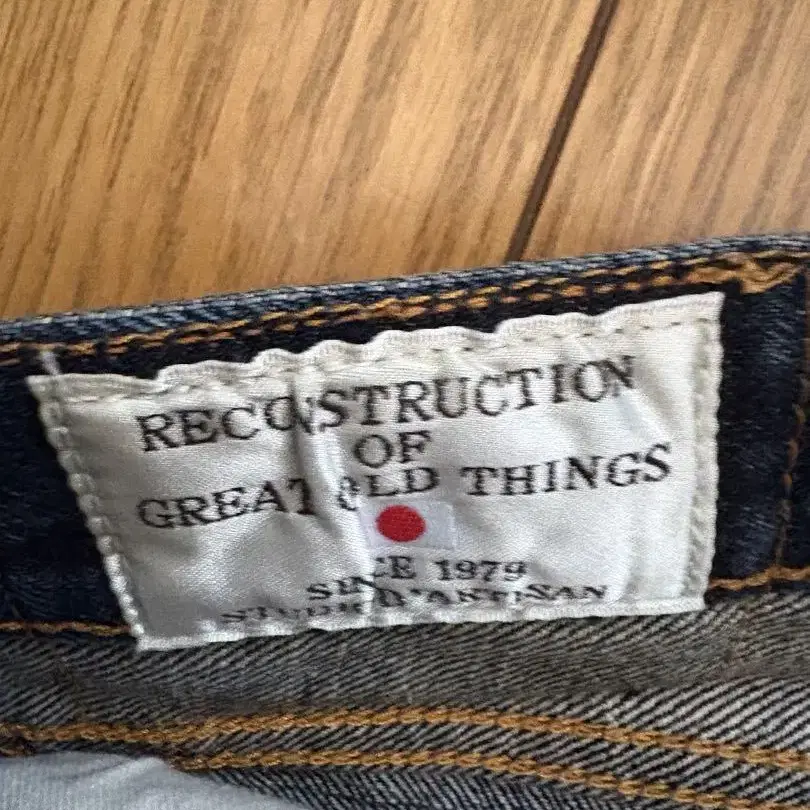 RECONSTRUCTION
OF
GREAT OLD THINGS
SINCE 1979
STUDIO D'ARTISAN